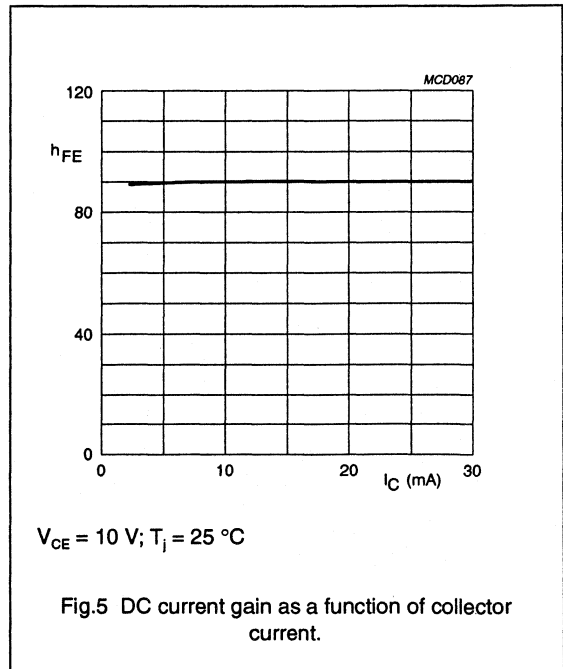 MCD087
120
hFE
80
40
0
0
10
20
IC (mA)
30
VCE = 10 V; Tj = 25 °C
Fig.5 DC current gain as a function of collector
current.